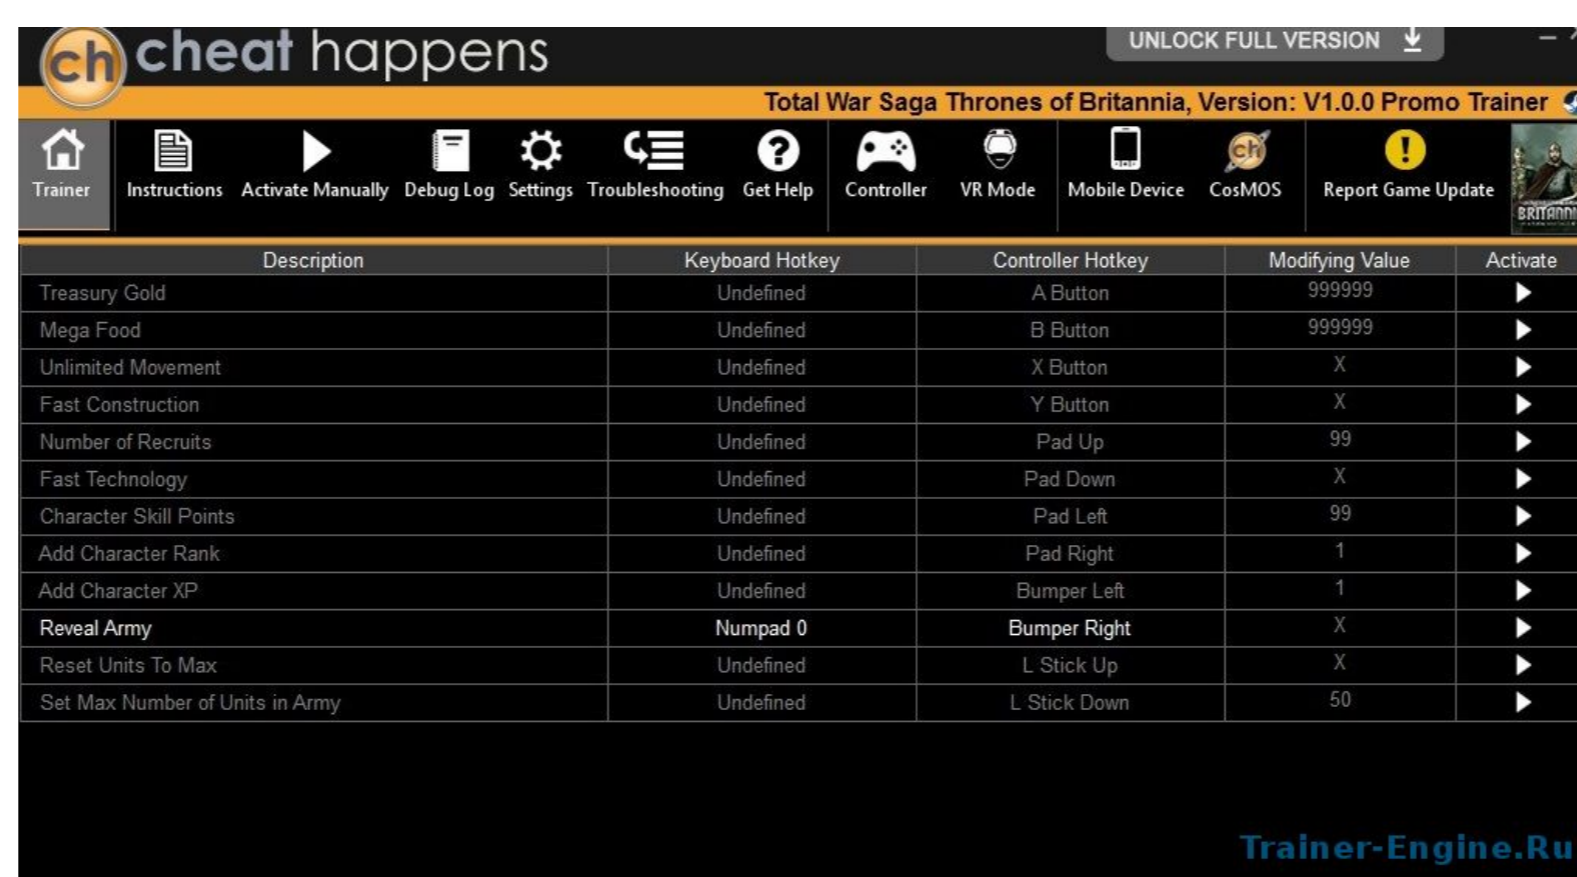 ch cheat happens
UNLOCK FULL VERSION
Total War Saga Thrones of Britannia, Version: V1.0.0 Promo Trainer
Trainer Instructions Activate Manually Debug Log Settings Troubleshooting Get Help Controller VR Mode Mobile Device CosMOS Report Game Update
Description Keyboard Hotkey Controller Hotkey Modifying Value Activate
Treasury Gold Undefined A Button 999999
Mega Food Undefined B Button 999999
Unlimited Movement Undefined X Button X
Fast Construction Undefined Y Button X
Number of Recruits Undefined Pad Up 99
Fast Technology Undefined Pad Down X
Character Skill Points Undefined Pad Left 99
Add Character Rank Undefined Pad Right 1
Add Character XP Undefined Bumper Left 1
Reveal Army Numpad 0 Bumper Right X
Reset Units To Max Undefined L Stick Up X
Set Max Number of Units in Army Undefined L Stick Down 50
Trainer-Engine.Ru